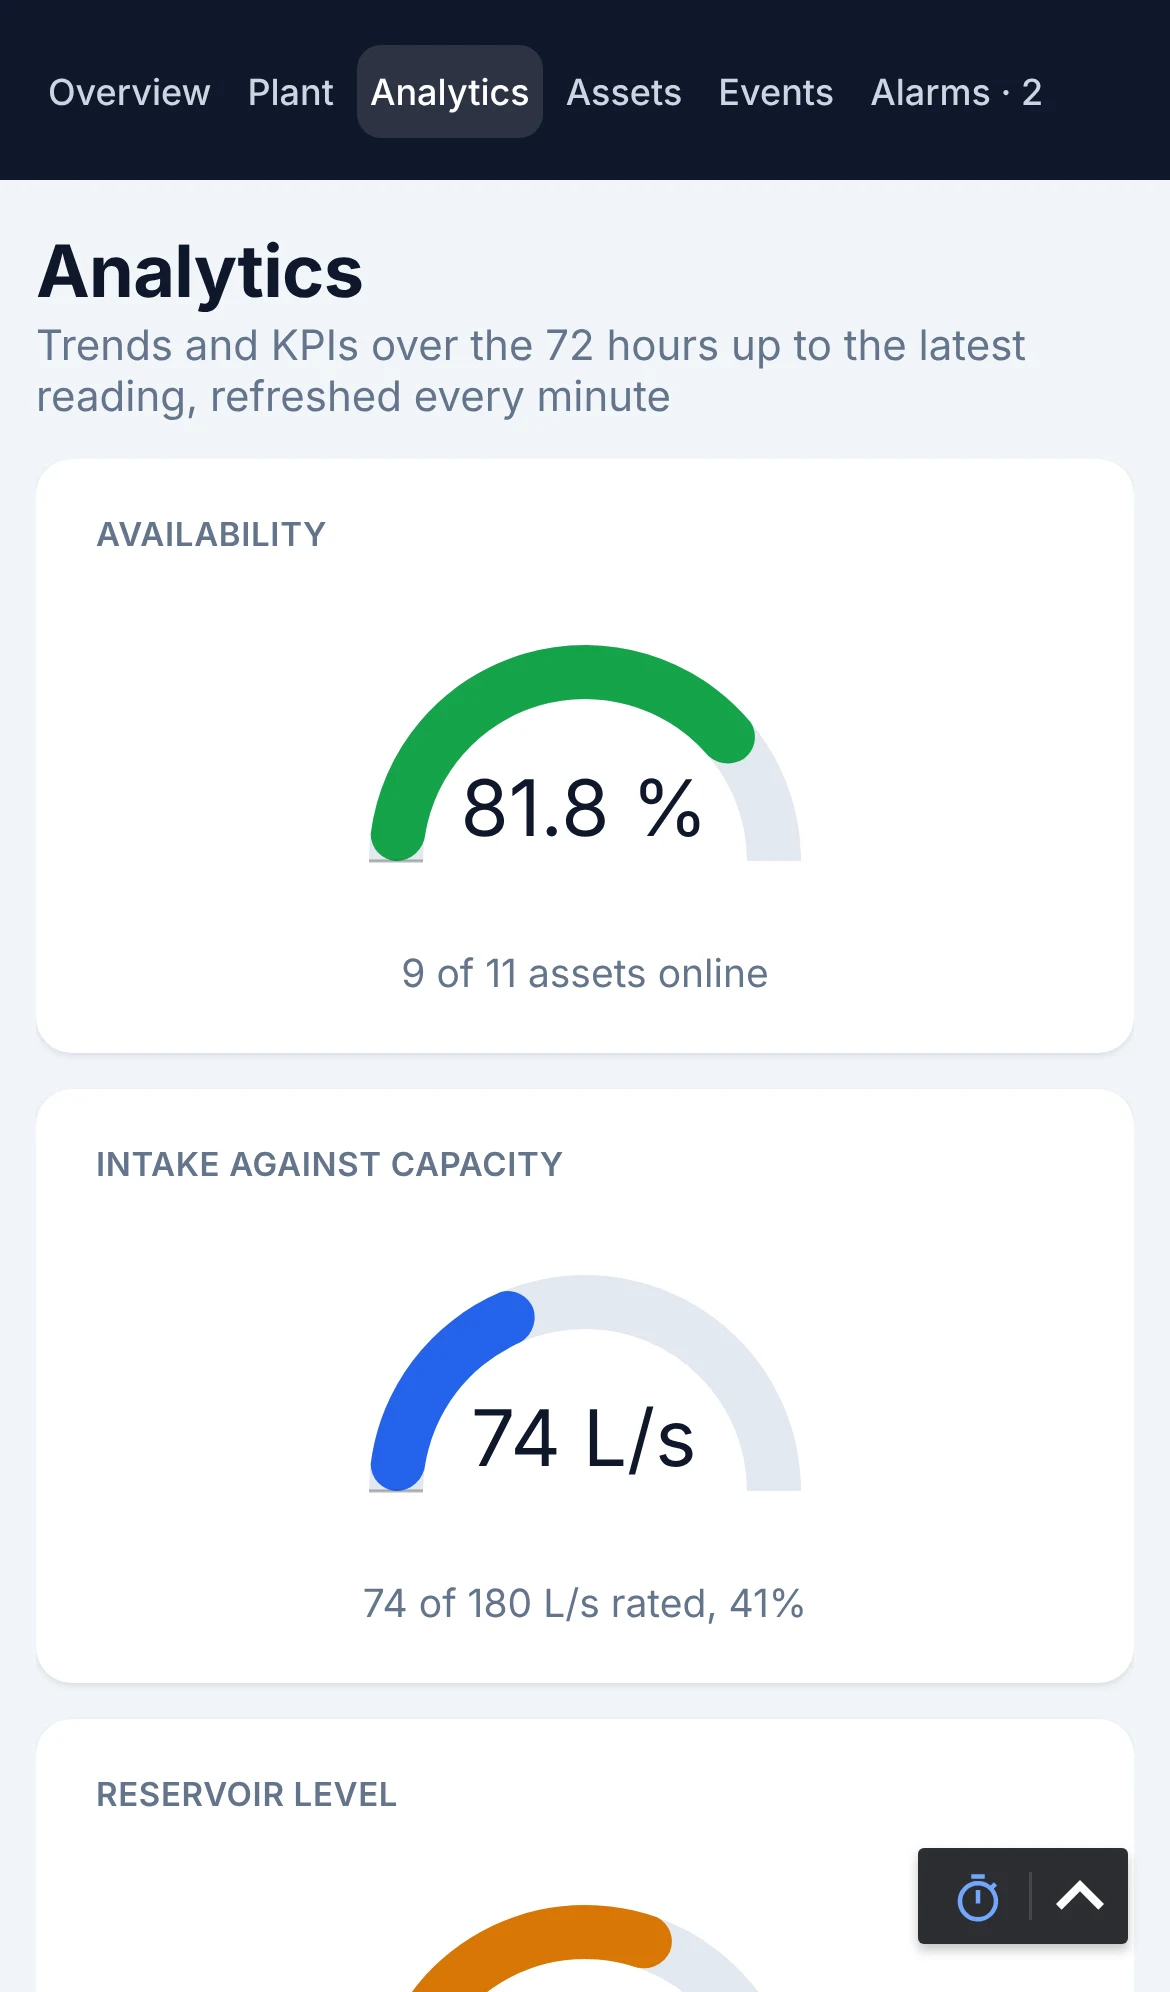 Overview Plant Analytics Assets Events Alarms · 2
Analytics
Trends and KPIs over the 72 hours up to the latest
reading, refreshed every minute
AVAILABILITY
81.8 %
9 of 11 assets online
INTAKE AGAINST CAPACITY
74 L/s
74 of 180 L/s rated, 41%
RESERVOIR LEVEL